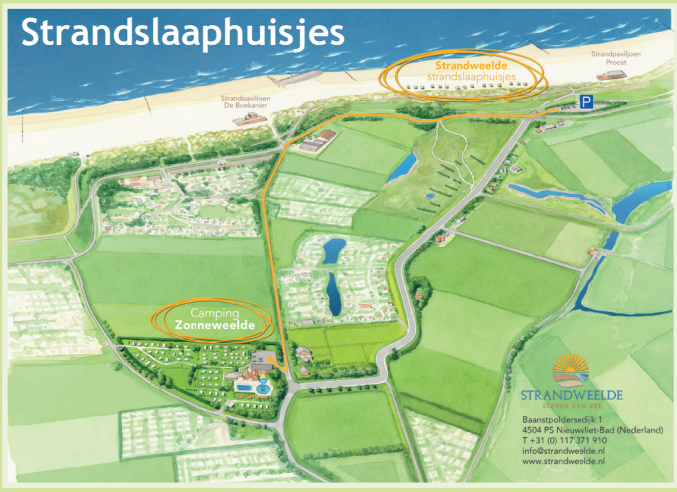 Strandslaaphuisjes
Strandweelde
strandslaaphuisjes
Strandpaviljoen
Proost
P
Strandpaviljoen
De Boekanier
Camping
Zonneweelde
STRANDWEELDE
SLAPEN AAN ZEE
Baanstpoldersedijk 1
4504 PS Nieuwvliet-Bad (Nederland)
T +31 (0) 117 371 910
info@strandweelde.nl
www.strandweelde.nl